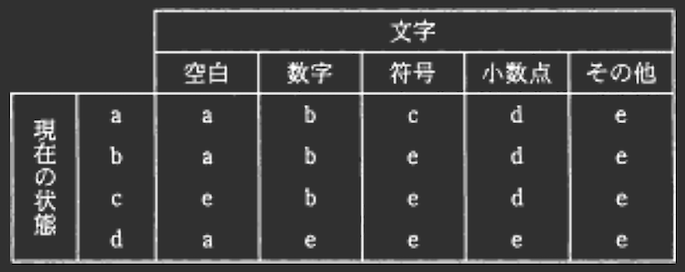 文字
空白 数字 符号 小数点 その他
現在の状態
a a b c d e
b a b e d e
c e b e d e
d a e e e e